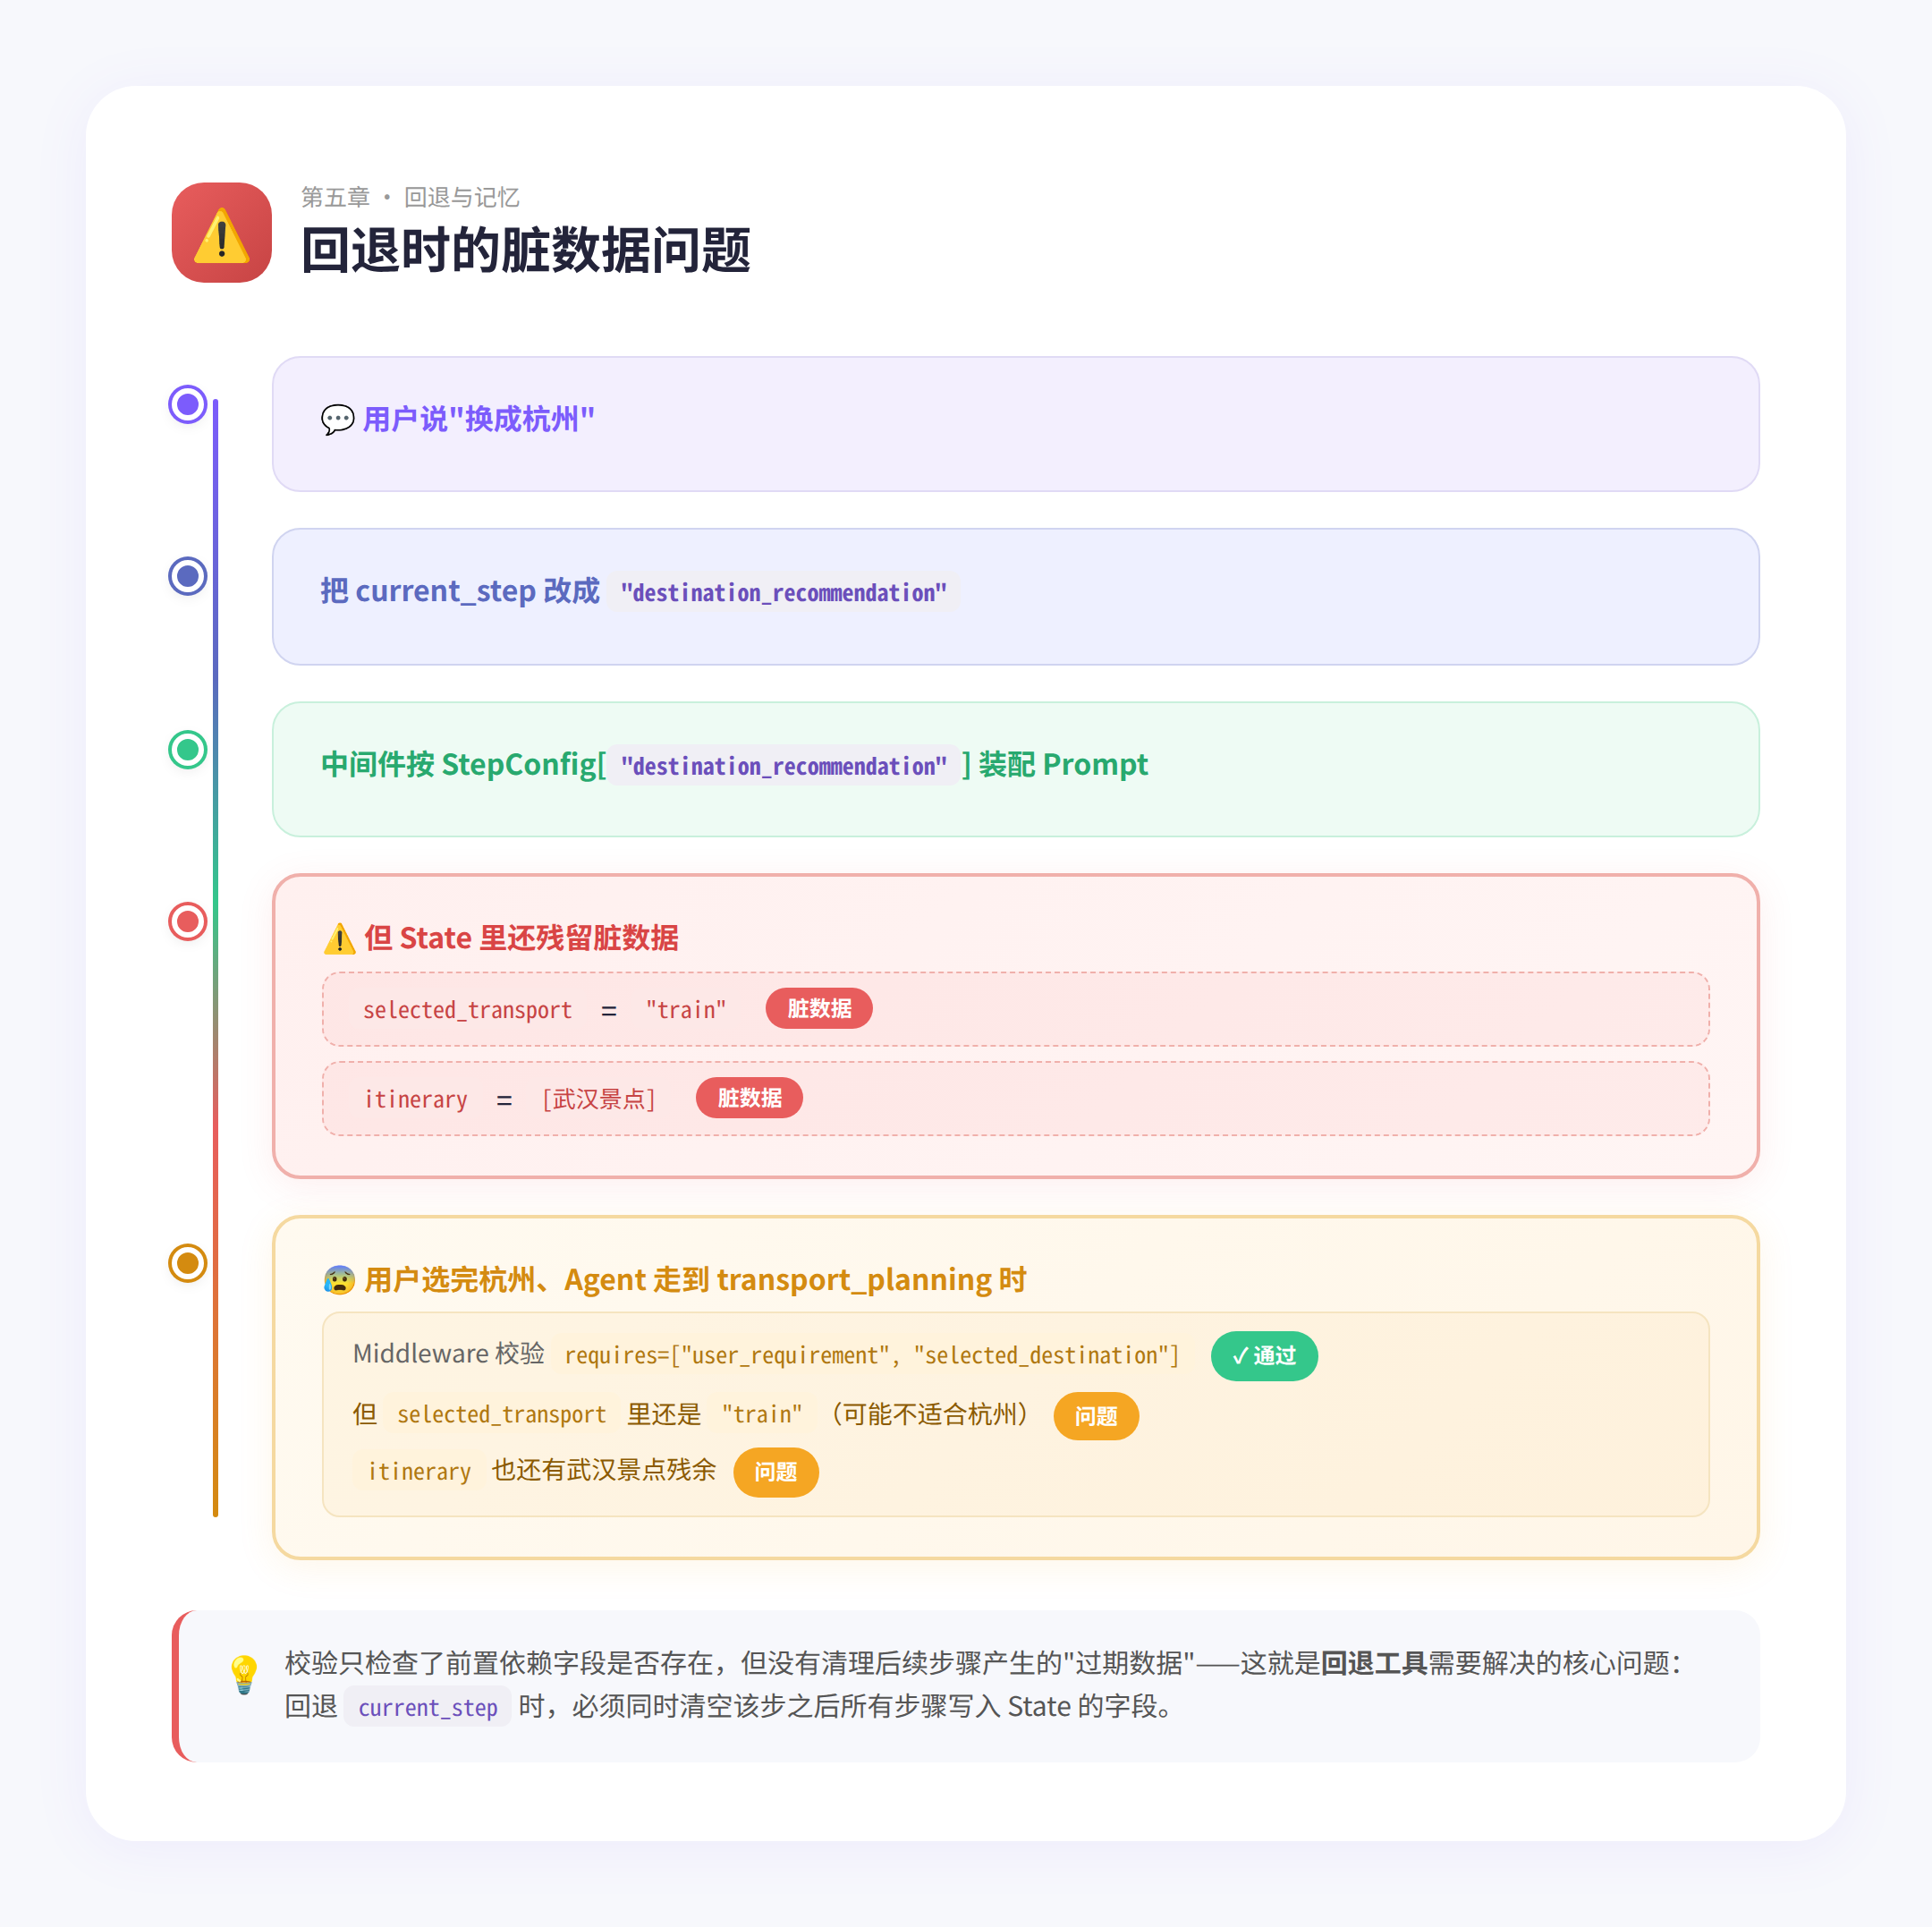 第五章 · 回退与记忆
回退时的脏数据问题
💬 用户说"换成杭州"
把 current_step 改成 "destination_recommendation"
中间件按 StepConfig[ "destination_recommendation" ] 装配 Prompt
⚠️ 但 State 里还残留脏数据
selected_transport = "train" 脏数据
itinerary = [武汉景点] 脏数据
😰 用户选完杭州、Agent 走到 transport_planning 时
Middleware 校验 requires=["user_requirement", "selected_destination"] ✓ 通过
但 selected_transport 里还是 "train" （可能不适合杭州） 问题
itinerary 也还有武汉景点残余 问题
💡 校验只检查了前置依赖字段是否存在，但没有清理后续步骤产生的"过期数据"——这就是回退工具需要解决的核心问题：
回退 current_step 时，必须同时清空该步之后所有步骤写入 State 的字段。